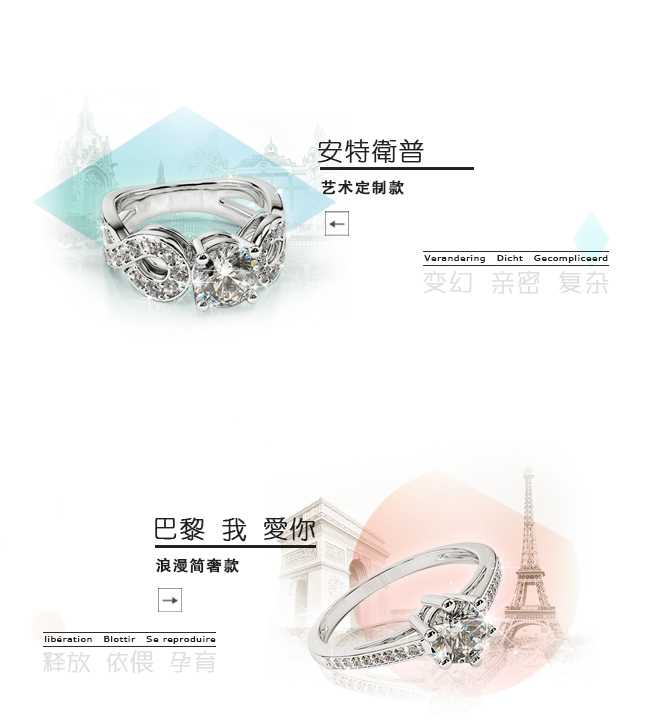 安特衛普
艺术定制款
Verandering Dicht Gecompliceerd
变幻 亲密 复杂
巴黎 我 愛你
浪漫简奢款
libération Blottir Se reproduire
释放 依偎 孕育